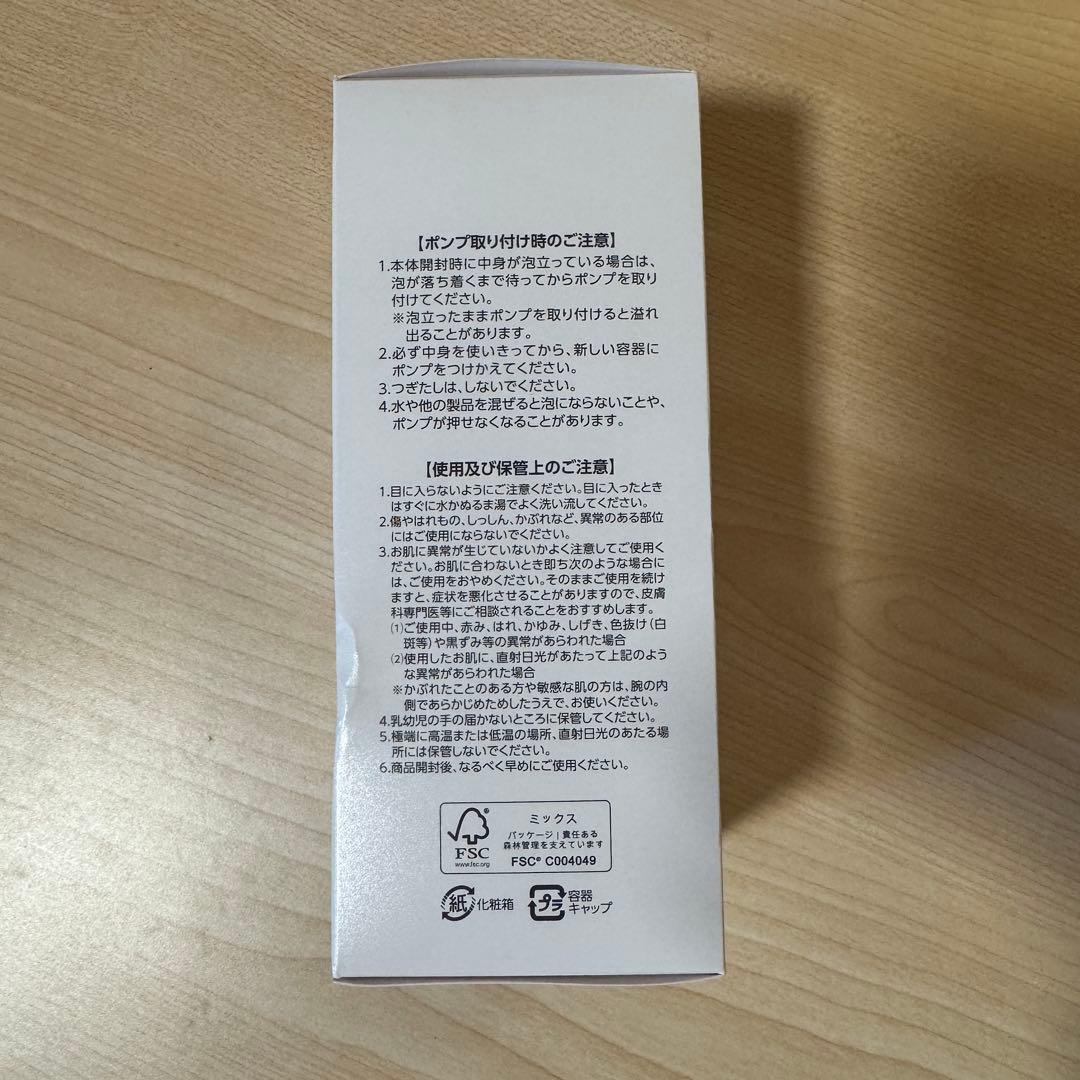 【ポンプ取り付け時のご注意】
1.本体開封時に中身が泡立っている場合は、
泡が落ち着くまで待ってからポンプを取り
付けてください。
※泡立ったままポンプを取り付けると溢れ
出ることがあります。
2.必ず中身を使いきってから、新しい容器に
ポンプをつけかえてください。
3.つぎたしは、しないでください。
4.水や他の製品を混ぜると泡にならないことや、
ポンプが押せなくなることがあります。
【使用及び保管上のご注意】
1.目に入らないようにご注意ください。目に入ったとき
はすぐに水かぬるま湯でよく洗い流してください。
2.傷やはれもの、しっしん、かぶれなど、異常のある部位
にはご使用にならないでください。
3.お肌に異常が生じていないかよく注意してご使用く
ださい。お肌に合わないとき即ち次のような場合に
は、ご使用をおやめください。そのままご使用を続け
ますと、症状を悪化させることがありますので、皮膚
科専門医等にご相談されることをおすすめします。
(1)ご使用中、赤み、はれ、かゆみ、しげき、色抜け(白
斑等)や黒ずみ等の異常があらわれた場合
(2)使用したお肌に、直射日光があたって上記のよう
な異常があらわれた場合
※かぶれたことのある方や敏感な肌の方は、腕の内
側であらかじめためしたうえで、お使いください。
4.乳幼児の手の届かないところに保管してください。
5.極端に高温または低温の場所、直射日光のあたる場
所には保管しないでください。
6.商品開封後、なるべく早めにご使用ください。
®
FSC
www.fsc.org
ミックス
パッケージ|責任ある
森林管理を支えています
FSC® C004049
紙 化粧箱
プラ 容器
キャップ